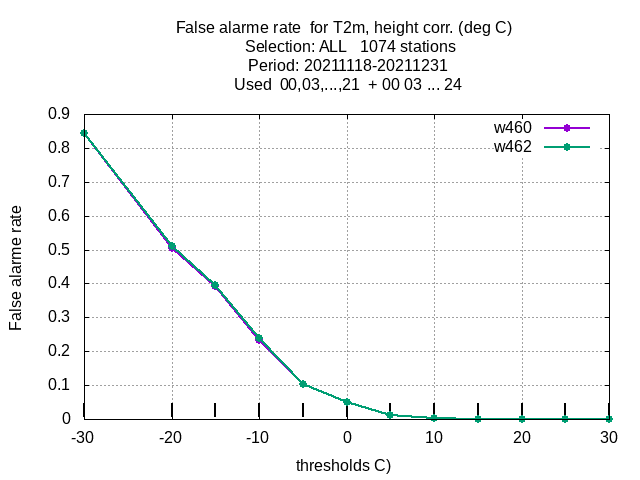 False alarme rate  for T2m, height corr. (deg C)
Selection: ALL   1074 stations
Period: 20211118-20211231
Used  00,03,...,21  + 00 03 ... 24
w460
w462
0.9
0.8
0.7
0.6
0.5
0.4
0.3
0.2
0.1
0
False alarme rate
-30 -20 -10 0 10 20 30
thresholds C)